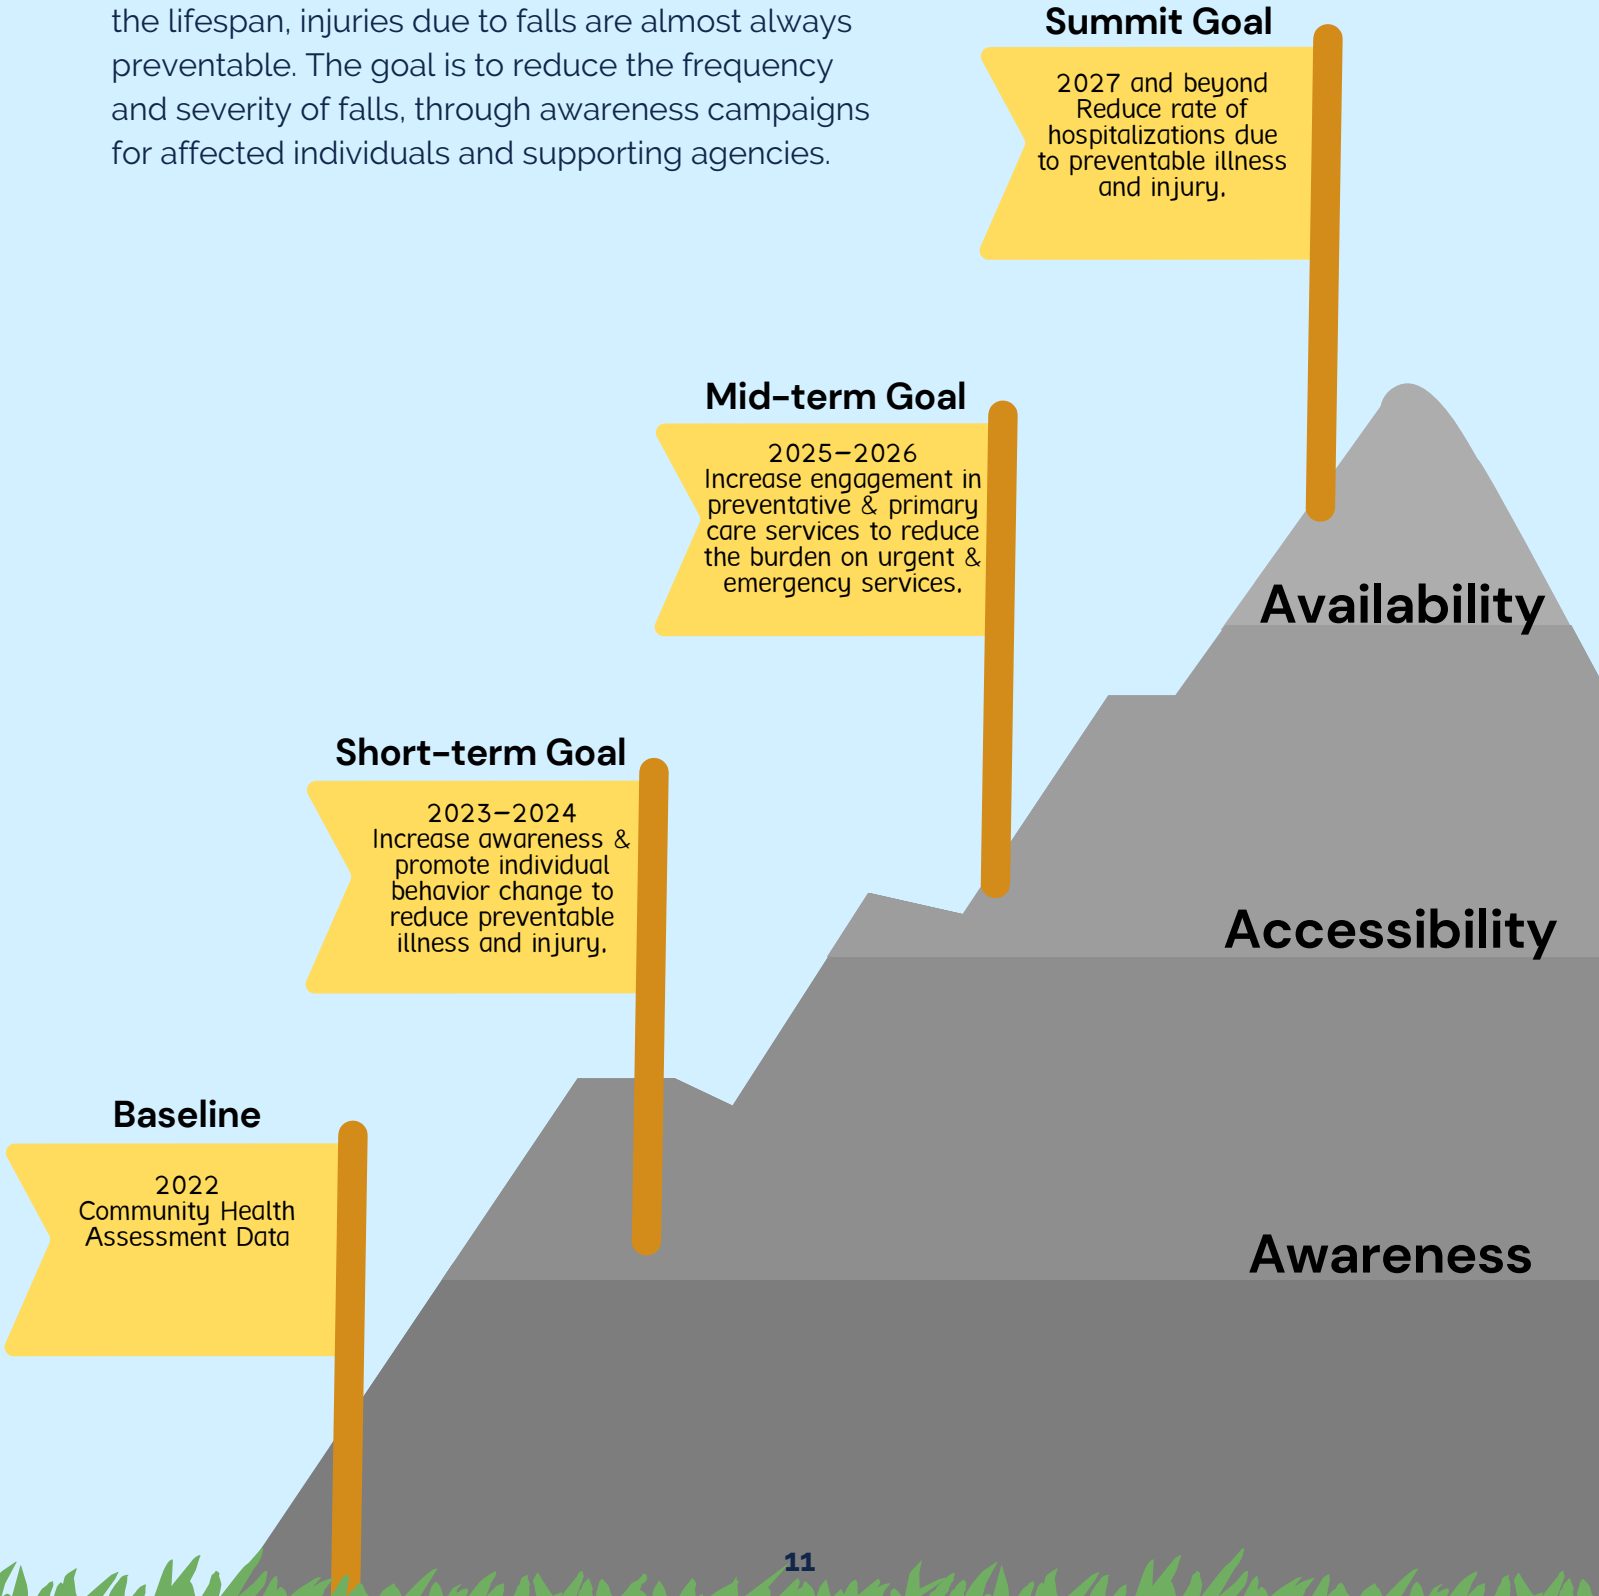 the lifespan, injuries due to falls are almost always
preventable. The goal is to reduce the frequency
and severity of falls, through awareness campaigns
for affected individuals and supporting agencies.
Summit Goal
2027 and beyond
Reduce rate of
hospitalizations due
to preventable illness
and injury.
Mid-term Goal
2025–2026
Increase engagement in
preventative & primary
care services to reduce
the burden on urgent &
emergency services.
Availability
Short-term Goal
2023–2024
Increase awareness &
promote individual
behavior change to
reduce preventable
illness and injury.
Accessibility
Baseline
2022
Community Health
Assessment Data
Awareness
11